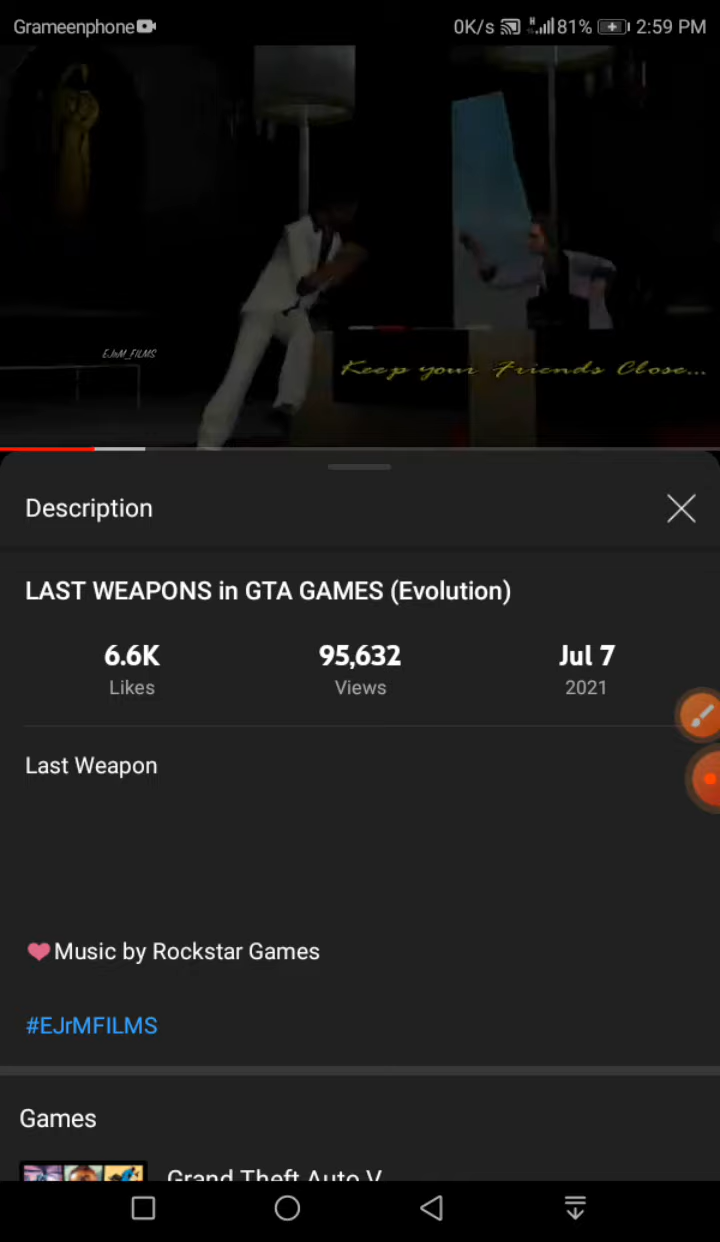 Grameenphone 0K/s H 81% 2:59 PM
EJrM_FILMS
Keep your Friends Close...
Description
LAST WEAPONS in GTA GAMES (Evolution)
6.6K 95,632 Jul 7
Likes Views 2021
Last Weapon
Music by Rockstar Games
#EJrMFILMS
Games
Grand Theft Auto V